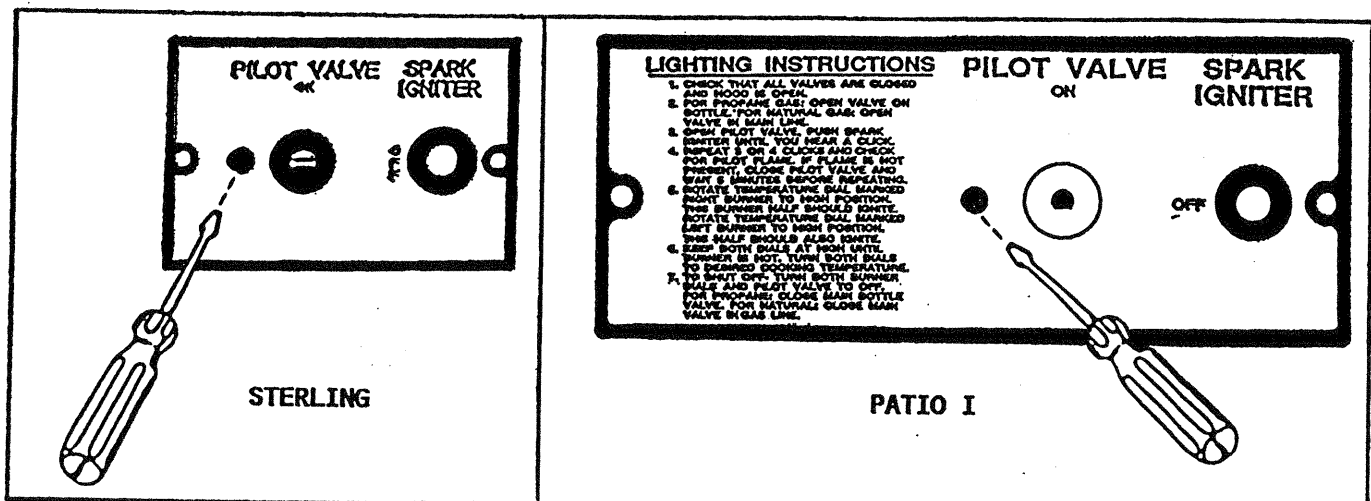 PILOT VALVE
SPARK
IGNITER
STERLING
LIGHTING INSTRUCTIONS
1. CHECK THAT ALL VALVES ARE CLOSED
AND HOOD IS OPEN.
2. FOR PROPANE GAS: OPEN VALVE ON
BOTTLE. FOR NATURAL GAS: OPEN
VALVE IN MAIN LINE.
3. OPEN PILOT VALVE. PUSH SPARK
IGNITER UNTIL YOU HEAR A CLICK.
4. REPEAT 3 OR 4 CLICKS AND CHECK
FOR PILOT FLAME. IF FLAME IS NOT
PRESENT, CLOSE PILOT VALVE AND
WAIT 5 MINUTES BEFORE REPEATING.
5. ROTATE TEMPERATURE DIAL MARKED
RIGHT BURNER TO HIGH POSITION.
THIS BURNER HALF SHOULD IGNITE.
ROTATE TEMPERATURE DIAL MARKED
LEFT BURNER TO HIGH POSITION.
THIS HALF SHOULD ALSO IGNITE.
6. KEEP BOTH DIALS AT HIGH UNTIL
BURNER IS HOT. TURN BOTH DIALS
TO DESIRED COOKING TEMPERATURE.
7. TO SHUT OFF- TURN BOTH BURNER
DIALS AND PILOT VALVE TO OFF.
FOR PROPANE: CLOSE MAIN BOTTLE
VALVE. FOR NATURAL: CLOSE MAIN
VALVE IN GAS LINE.
PILOT VALVE
ON
SPARK
IGNITER
OFF
PATIO I